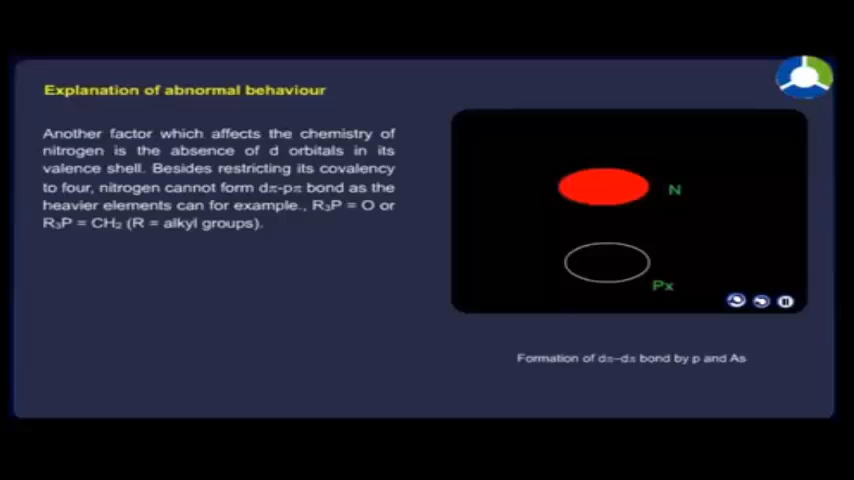 Explanation of abnormal behaviour
Another factor which affects the chemistry of
nitrogen is the absence of d orbitals in its
valence shell. Besides restricting its covalency
to four, nitrogen cannot form dπ-pπ bond as the
heavier elements can for example., R₃P = O or
R₃P = CH₂ (R = alkyl groups).
N
Px
Formation of dπ–dπ bond by p and As